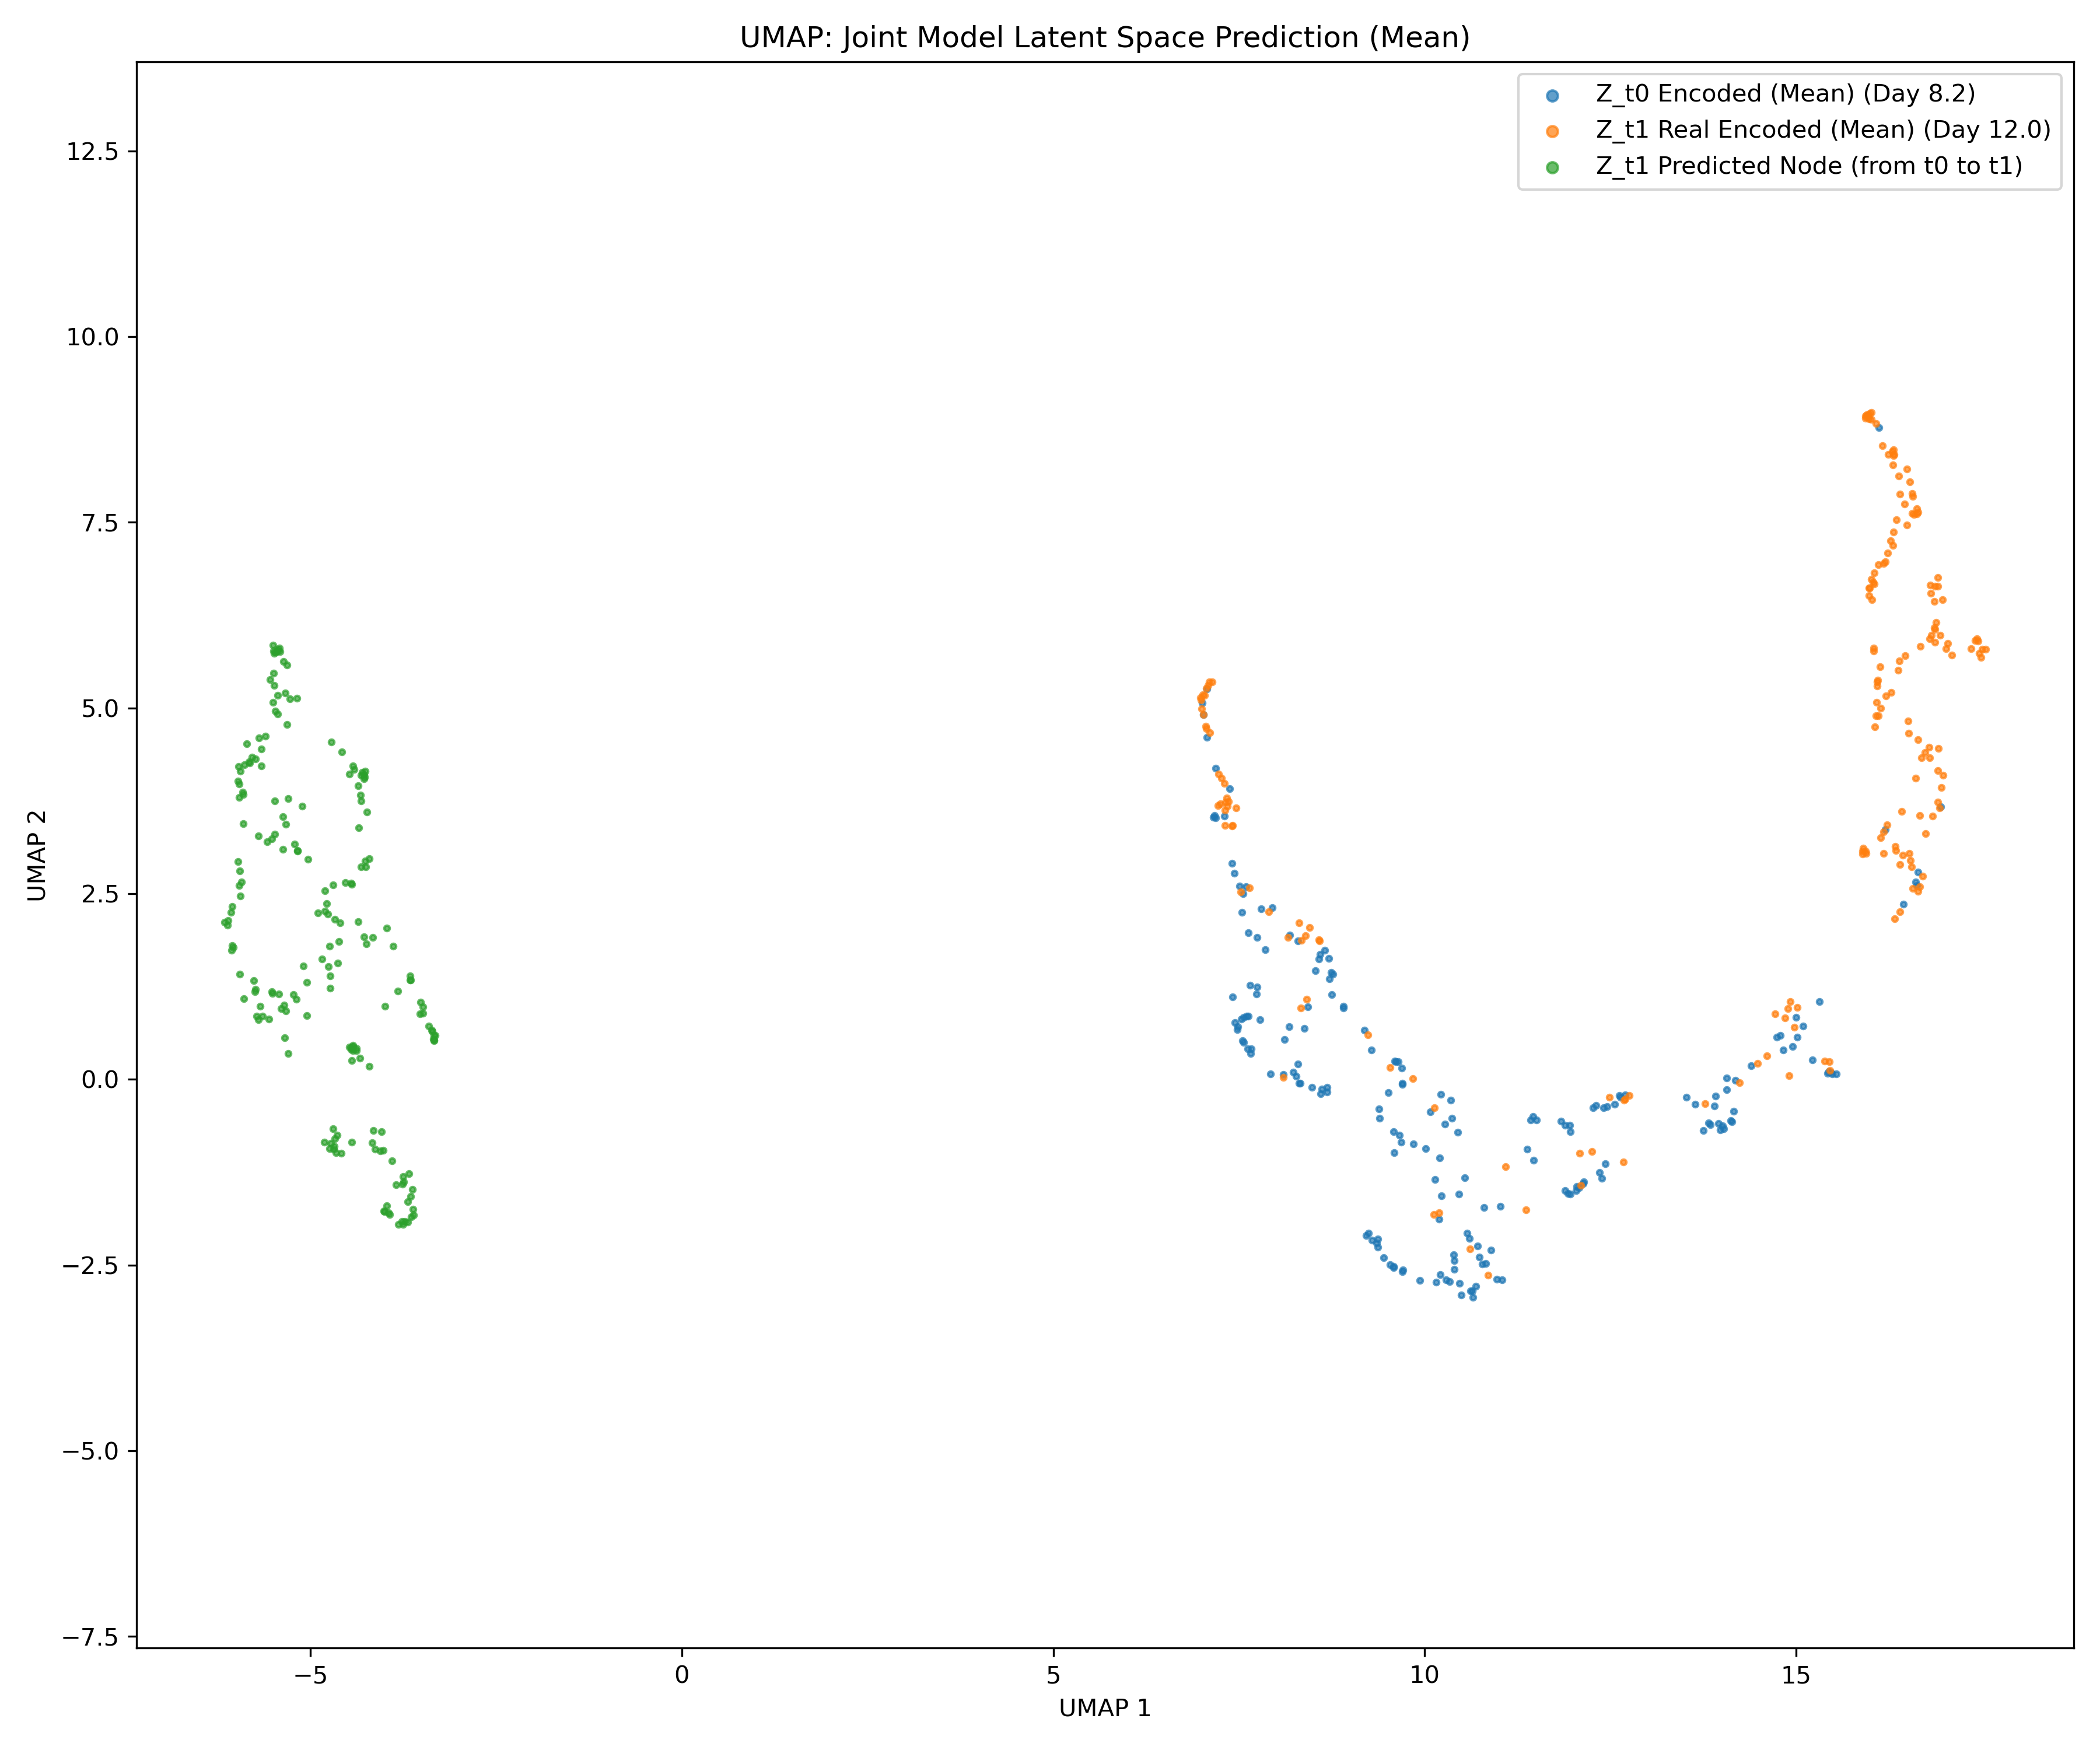 UMAP: Joint Model Latent Space Prediction (Mean)
Z_t0 Encoded (Mean) (Day 8.2)
Z_t1 Real Encoded (Mean) (Day 12.0)
Z_t1 Predicted Node (from t0 to t1)
12.5
10.0
7.5
5.0
2.5
0.0
−2.5
−5.0
−7.5
UMAP 2
−5
0
5
10
15
UMAP 1